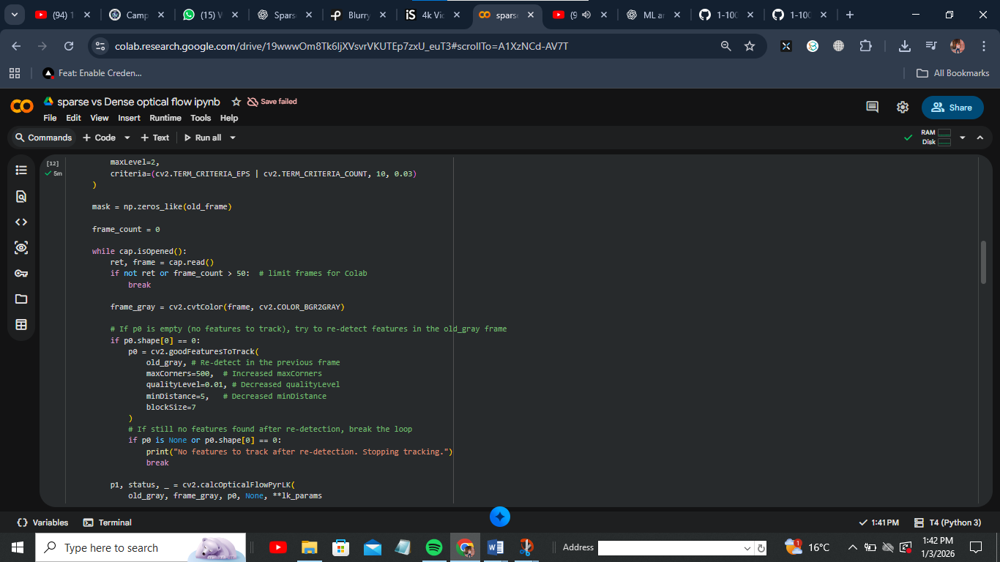 (94) 1
Camp
(15) W
Spars
Blurry
4k Vic
sparse
(9
ML ar
1-100
1-100
colab.research.google.com/drive/19wwwOm8Tk6ljXVsvrVKUTEp7zxU_euT3#scrollTo=A1XzNCd-AV7T
Feat: Enable Creden...
All Bookmarks
sparse vs Dense optical flow ipynb
Save failed
File Edit View Insert Runtime Tools Help
Share
Commands + Code + Text Run all
RAM
Disk
[12]
5m
maxLevel=2,
criteria=(cv2.TERM_CRITERIA_EPS | cv2.TERM_CRITERIA_COUNT, 10, 0.03)
)
mask = np.zeros_like(old_frame)
frame_count = 0
while cap.isOpened():
ret, frame = cap.read()
if not ret or frame_count > 50:  # limit frames for Colab
break
frame_gray = cv2.cvtColor(frame, cv2.COLOR_BGR2GRAY)
# If p0 is empty (no features to track), try to re-detect features in the old_gray frame
if p0.shape[0] == 0:
p0 = cv2.goodFeaturesToTrack(
old_gray, # Re-detect in the previous frame
maxCorners=500,  # Increased maxCorners
qualityLevel=0.01, # Decreased qualityLevel
minDistance=5,   # Decreased minDistance
blockSize=7
)
# If still no features found after re-detection, break the loop
if p0 is None or p0.shape[0] == 0:
print("No features to track after re-detection. Stopping tracking.")
break
p1, status, _ = cv2.calcOpticalFlowPyrLK(
old_gray, frame_gray, p0, None, **lk_params
Variables
Terminal
1:41 PM
T4 (Python 3)
Type here to search
Address
16°C
1:42 PM
1/3/2026